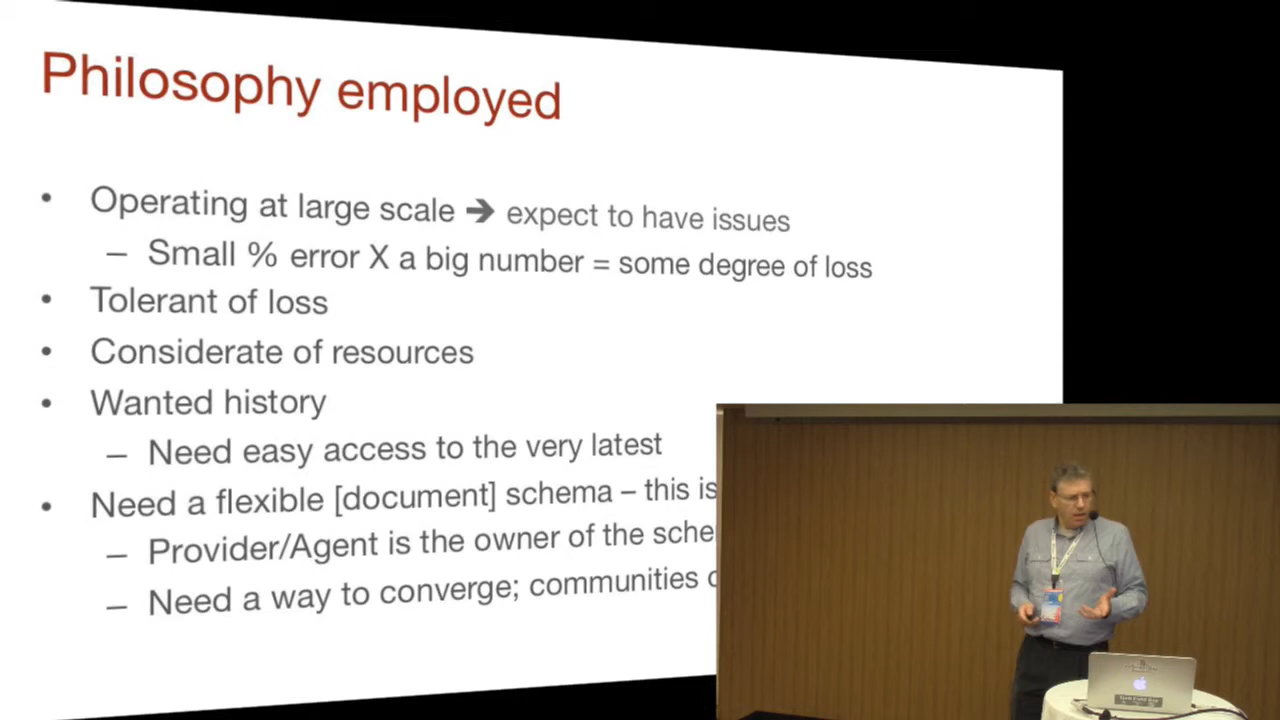 Philosophy employed
• Operating at large scale ➔ expect to have issues
– Small % error X a big number = some degree of loss
• Tolerant of loss
• Considerate of resources
• Wanted history
– Need easy access to the very latest
• Need a flexible [document] schema – this is
– Provider/Agent is the owner of the
– Need a way to converge; communities